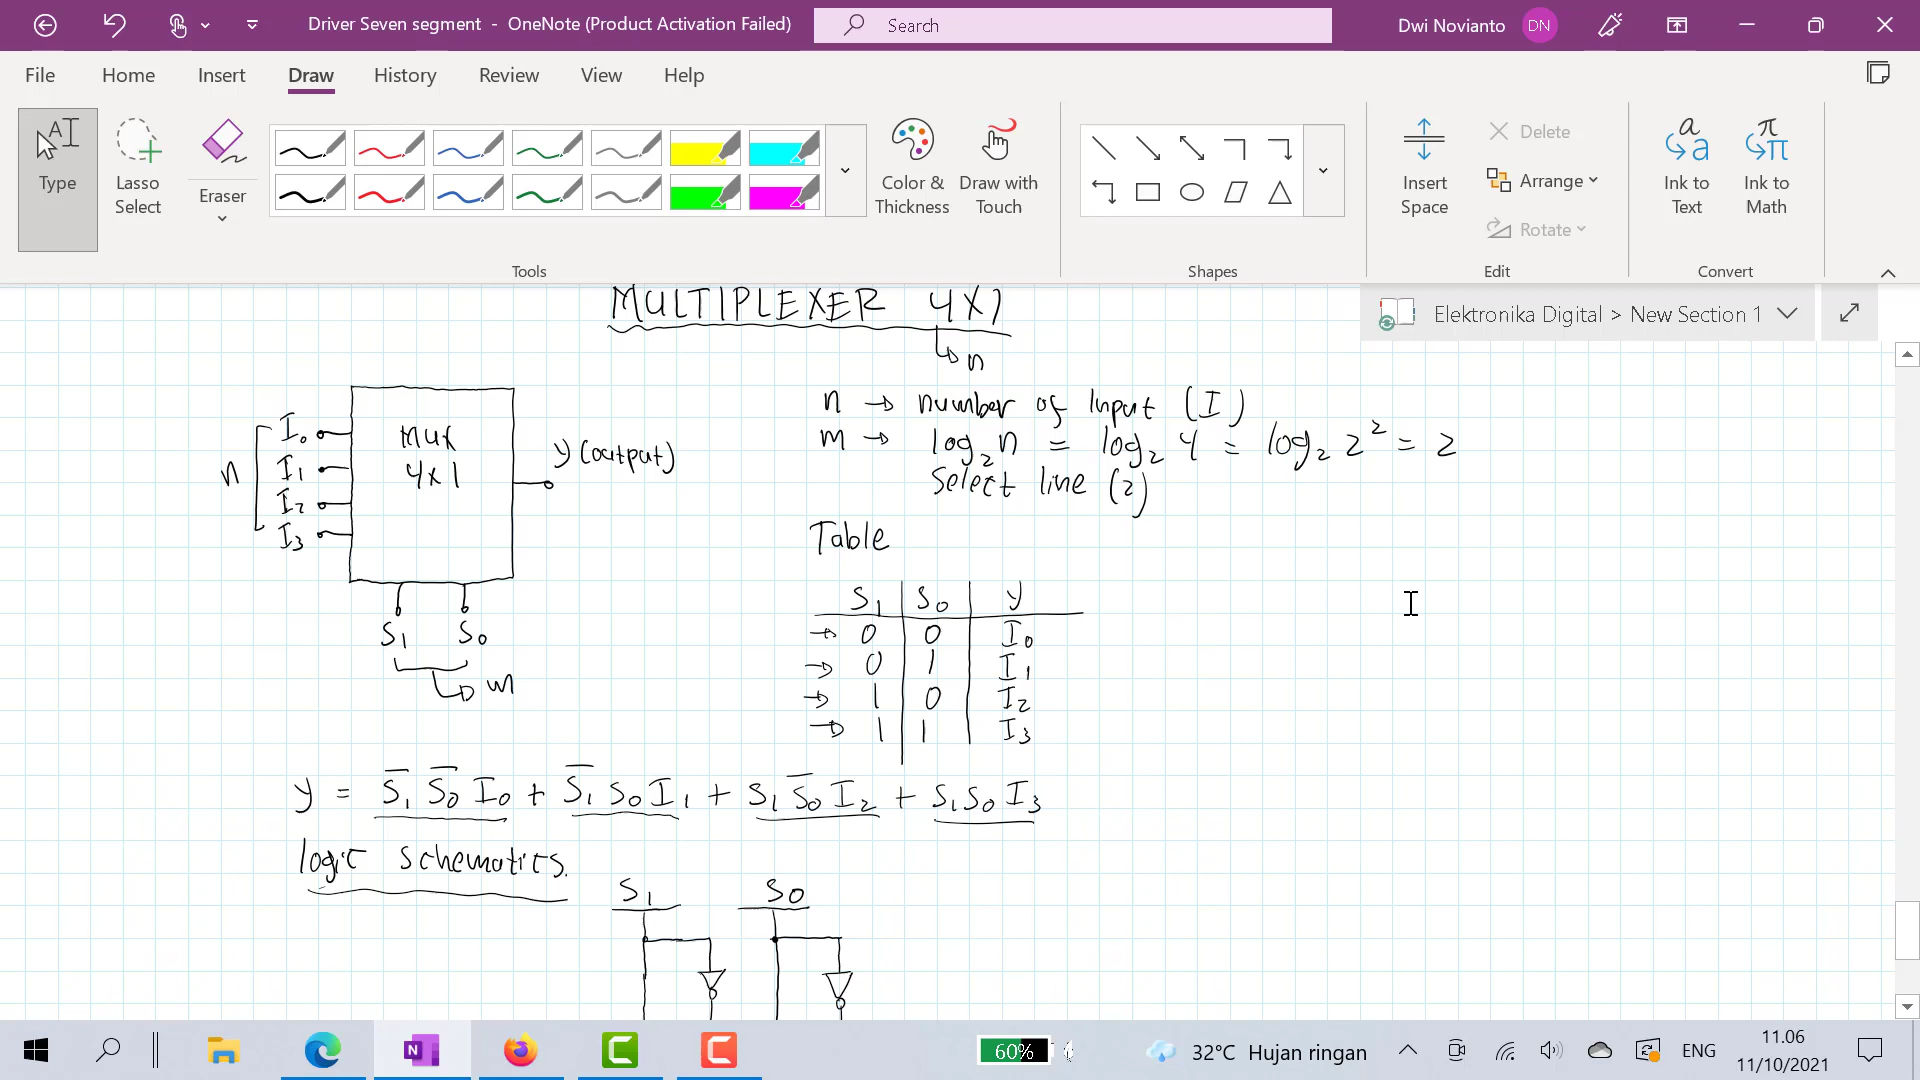 Driver Seven segment - OneNote (Product Activation Failed)
Search
Dwi Novianto
DN
File Home Insert Draw History Review View Help
Type
Lasso Select
Eraser
Color & Thickness
Draw with Touch
Insert Space
Delete
Arrange
Rotate
Ink to Text
Ink to Math
Tools
Shapes
Edit
Convert
Elektronika Digital > New Section 1
MULTIPLEXER 4X1
n
n → number of Input (I)
m → log₂ n = log₂ 4 = log₂ 2² = 2
Select line (2)
n
I₀
I₁
I₂
I₃
MUX
4x1
y (output)
S₁ S₀
m
Table
S₁ S₀ y
→ 0 0 I₀
→ 0 1 I₁
→ 1 0 I₂
→ 1 1 I₃
y = S̅₁ S̅₀ I₀ + S̅₁ S₀ I₁ + S₁ S̅₀ I₂ + S₁ S₀ I₃
logic schematics.
S₁ S₀
60%
32°C Hujan ringan
ENG
11.06
11/10/2021